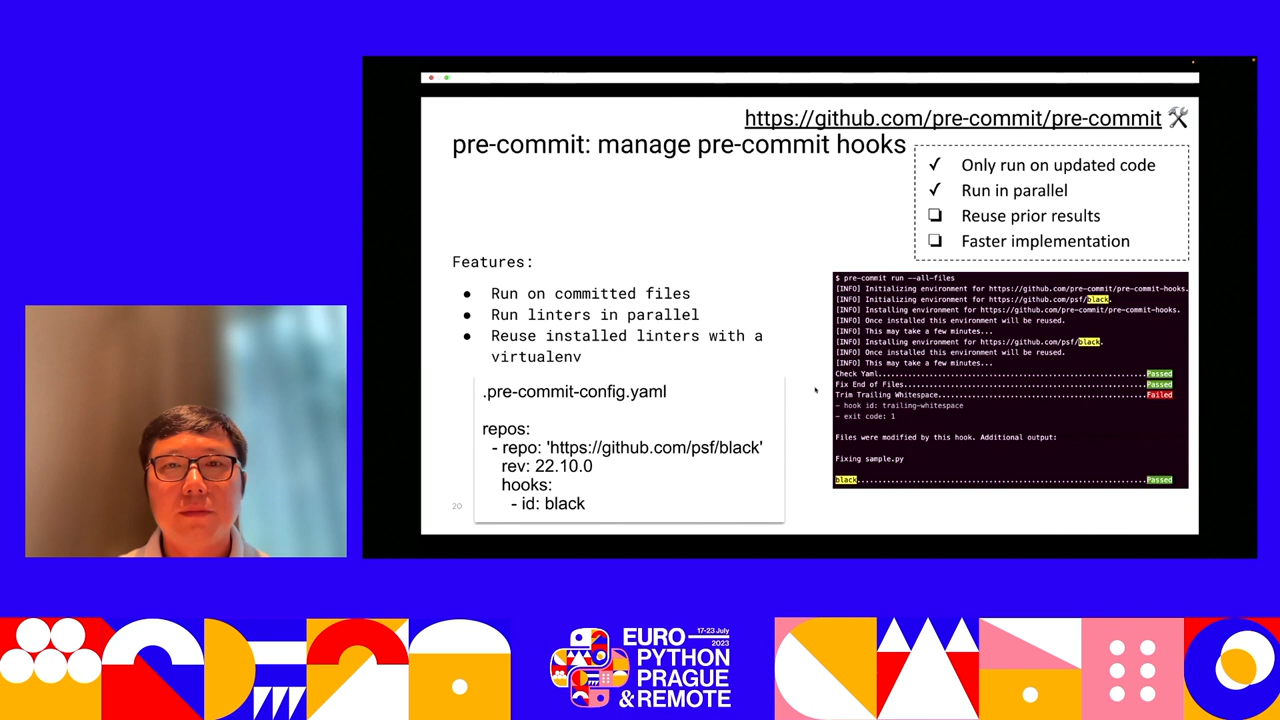 https://github.com/pre-commit/pre-commit
pre-commit: manage pre-commit hooks
✓ Only run on updated code
✓ Run in parallel
❏ Reuse prior results
❏ Faster implementation
Features:
● Run on committed files
● Run linters in parallel
● Reuse installed linters with a
virtualenv
.pre-commit-config.yaml
repos:
- repo: 'https://github.com/psf/black'
rev: 22.10.0
hooks:
- id: black
20
$ pre-commit run --all-files
[INFO] Initializing environment for https://github.com/pre-commit/pre-commit-hooks.
[INFO] Initializing environment for https://github.com/psf/black.
[INFO] Installing environment for https://github.com/pre-commit/pre-commit-hooks.
[INFO] Once installed this environment will be reused.
[INFO] This may take a few minutes...
[INFO] Installing environment for https://github.com/psf/black.
[INFO] Once installed this environment will be reused.
[INFO] This may take a few minutes...
Check Yaml...............................................................Passed
Fix End of Files.........................................................Passed
Trim Trailing Whitespace.................................................Failed
- hook id: trailing-whitespace
- exit code: 1
Files were modified by this hook. Additional output:
Fixing sample.py
black....................................................................Passed
EURO 17-23 July
2023
PYTHON
PRAGUE
& REMOTE